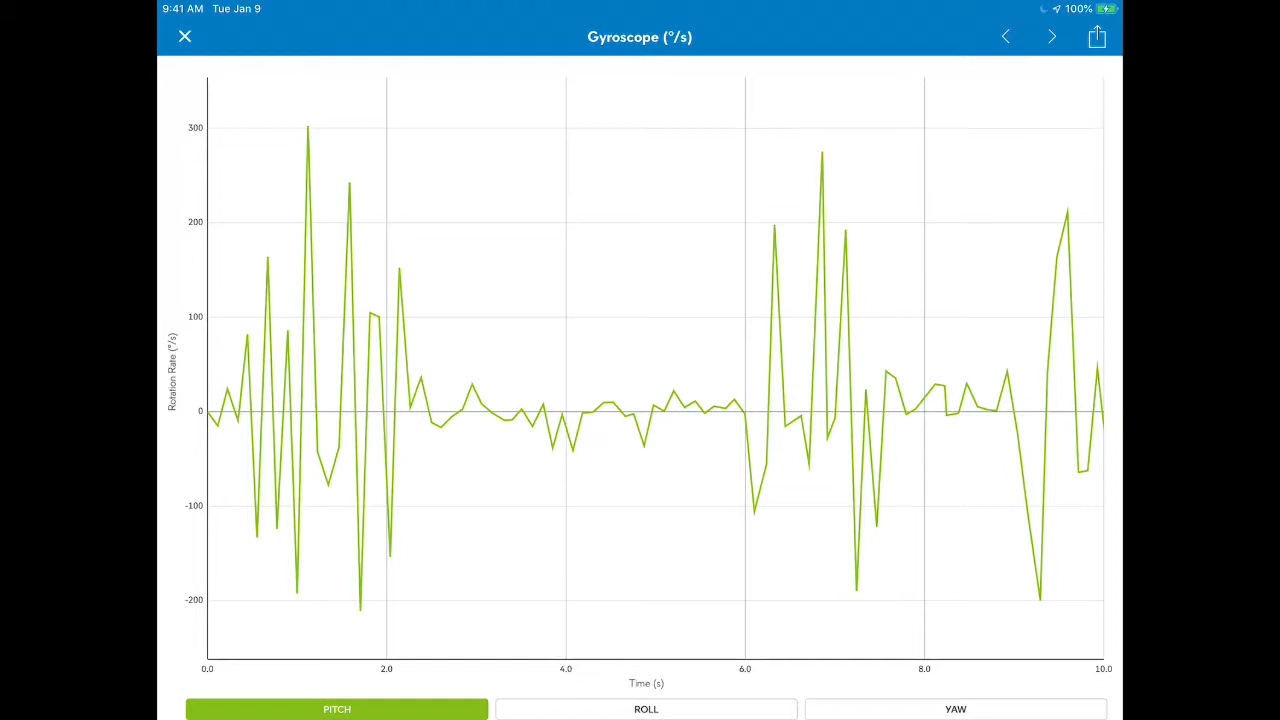 9:41 AM Tue Jan 9 100%
Gyroscope (°/s)
300
200
100
0
-100
-200
Rotation Rate (°/s)
0.0 2.0 4.0 6.0 8.0 10.0
Time (s)
PITCH ROLL YAW